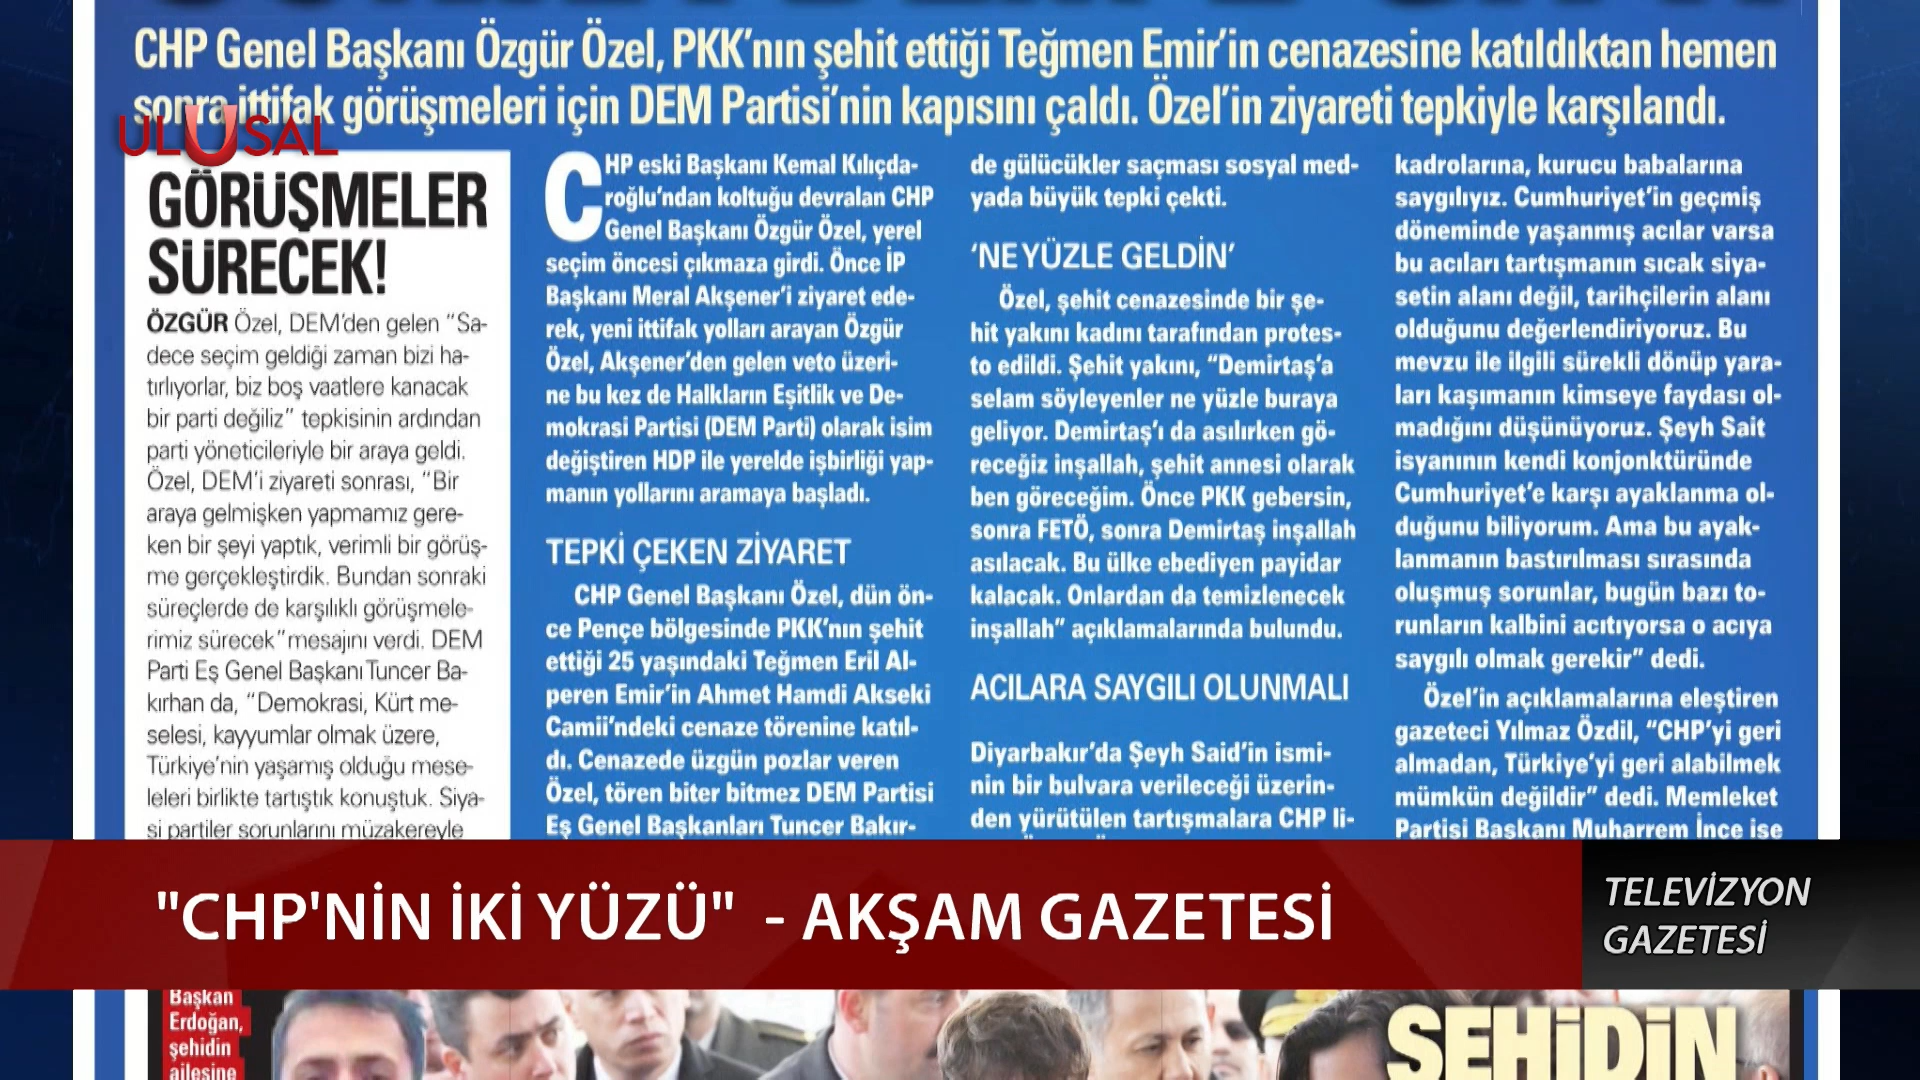 CHP Genel Başkanı Özgür Özel, PKK'nın şehit ettiği Teğmen Emir'in cenazesine katıldıktan hemen
sonra ittifak görüşmeleri için DEM Partisi'nin kapısını çaldı. Özel'in ziyareti tepkiyle karşılandı.
ULUSAL
GÖRÜŞMELER
SÜRECEK!
ÖZGÜR Özel, DEM'den gelen “Sa-
dece seçim geldiği zaman bizi ha-
tırlıyorlar, biz boş vaatlere kanacak
bir parti değiliz” tepkisinin ardından
parti yöneticileriyle bir araya geldi.
Özel, DEM'i ziyareti sonrası, “Bir
araya gelmişken yapmamız gere-
ken bir şeyi yaptık, verimli bir görüş-
me gerçekleştirdik. Bundan sonraki
süreçlerde de karşılıklı görüşmele-
rimiz sürecek” mesajını verdi. DEM
Parti Eş Genel Başkanı Tuncer Ba-
kırhan da, “Demokrasi, Kürt me-
selesi, kayyumlar olmak üzere,
Türkiye'nin yaşamış olduğu mese-
leleri birlikte tartıştık konuştuk. Siya-
si partiler sorunlarını müzakereyle
CHP eski Başkanı Kemal Kılıçda-
roğlu'ndan koltuğu devralan CHP
Genel Başkanı Özgür Özel, yerel
seçim öncesi çıkmaza girdi. Önce İP
Başkanı Meral Akşener'i ziyaret ede-
rek, yeni ittifak yolları arayan Özgür
Özel, Akşener'den gelen veto üzeri-
ne bu kez de Halkların Eşitlik ve De-
mokrasi Partisi (DEM Parti) olarak isim
değiştiren HDP ile yerelde işbirliği yap-
manın yollarını aramaya başladı.
TEPKİ ÇEKEN ZİYARET
CHP Genel Başkanı Özel, dün ön-
ce Pençe bölgesinde PKK'nın şehit
ettiği 25 yaşındaki Teğmen Eril Al-
peren Emir'in Ahmet Hamdi Akseki
Camii'ndeki cenaze törenine katıl-
dı. Cenazede üzgün pozlar veren
Özel, tören biter bitmez DEM Partisi
Eş Genel Başkanları Tuncer Bakır-
de gülücükler saçması sosyal med-
yada büyük tepki çekti.
‘NE YÜZLE GELDİN’
Özel, şehit cenazesinde bir şe-
hit yakını kadını tarafından protes-
to edildi. Şehit yakını, “Demirtaş'a
selam söyleyenler ne yüzle buraya
geliyor. Demirtaş'ı da asılırken gö-
receğiz inşallah, şehit annesi olarak
ben göreceğim. Önce PKK gebersin,
sonra FETÖ, sonra Demirtaş inşallah
asılacak. Bu ülke ebediyen payidar
kalacak. Onlardan da temizlenecek
inşallah” açıklamalarında bulundu.
ACILARA SAYGILI OLUNMALI
Diyarbakır'da Şeyh Said'in ismi-
nin bir bulvara verileceği üzerin-
den yürütülen tartışmalara CHP li-
kadrolarına, kurucu babalarına
saygılıyız. Cumhuriyet'in geçmiş
döneminde yaşanmış acılar varsa
bu acıları tartışmanın sıcak siya-
setin alanı değil, tarihçilerin alanı
olduğunu değerlendiriyoruz. Bu
mevzu ile ilgili sürekli dönüp yara-
ları kaşımanın kimseye faydası ol-
madığını düşünüyoruz. Şeyh Sait
isyanının kendi konjonktüründe
Cumhuriyet'e karşı ayaklanma ol-
duğunu biliyorum. Ama bu ayak-
lanmanın bastırılması sırasında
oluşmuş sorunlar, bugün bazı to-
runların kalbini acıtıyorsa o acıya
saygılı olmak gerekir” dedi.
Özel'in açıklamalarına eleştiren
gazeteci Yılmaz Özdil, “CHP'yi geri
almadan, Türkiye'yi geri alabilmek
mümkün değildir” dedi. Memleket
Partisi Başkanı Muharrem İnce ise
"CHP'NİN İKİ YÜZÜ" - AKŞAM GAZETESİ
TELEVİZYON
GAZETESİ
Başkan
Erdoğan,
şehidin
ailesine
ŞEHİDİN